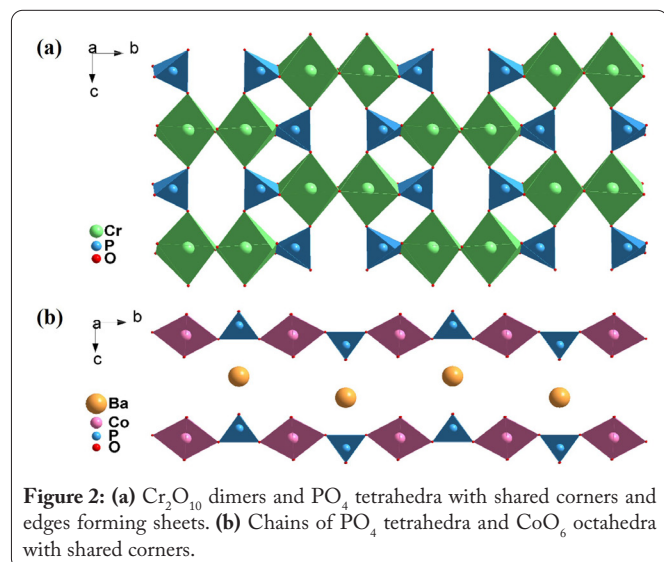 (a)
a
b
c
Cr
P
O
(b)
a
b
c
Ba
Co
P
O
Figure 2: (a) Cr₂O₁₀ dimers and PO₄ tetrahedra with shared corners and
edges forming sheets. (b) Chains of PO₄ tetrahedra and CoO₆ octahedra
with shared corners.